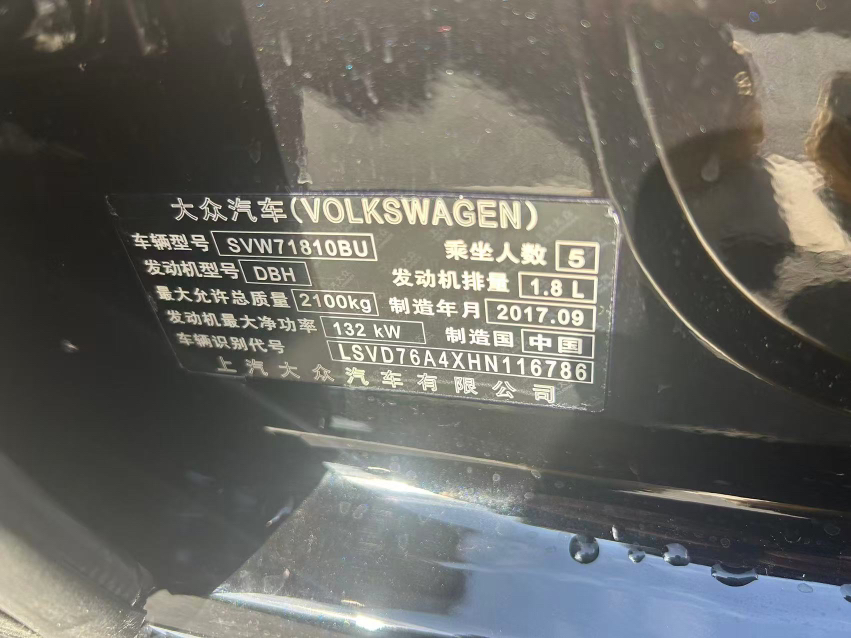 大众汽车(VOLKSWAGEN)
车辆型号 SVW71810BU 乘坐人数 5
发动机型号 DBH 发动机排量 1.8 L
最大允许总质量 2100kg 制造年月 2017.09
发动机最大净功率 132 kW 制造国 中国
车辆识别代号 LSVD76A4XHN116786
上汽大众汽车有限公司